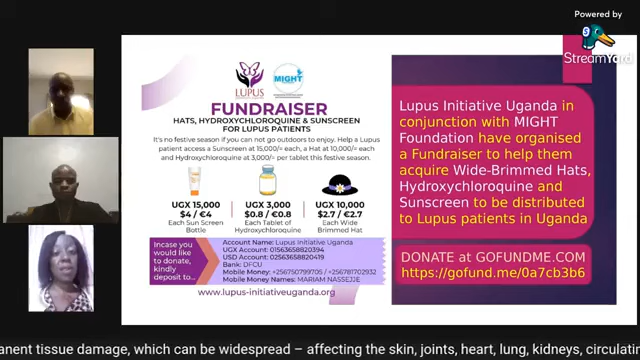 Powered by
StreamYard
LUPUS
MIGHT
FUNDRAISER
HATS, HYDROXYCHLOROQUINE & SUNSCREEN
FOR LUPUS PATIENTS
It's no festive season if you can not go outdoors to enjoy. Help a Lupus
patient access a Sunscreen at 15,000/= each, a Hat at 10,000/= each
and Hydroxychloroquine at 3,000/= per tablet this festive season.
UGX 15,000
$4 / €4
Each Sun Screen
Bottle
UGX 3,000
$0.8 / €0.8
Each Tablet of
Hydroxychloroquine
UGX 10,000
$2.7 / €2.7
Each Wide
Brimmed Hat
Incase you
would like
to donate,
kindly
deposit to...
Account Name: Lupus Initiative Uganda
UGX Account: 01563658820394
USD Account: 02563658820419
Bank: DFCU
Mobile Money: +256750799705 / +256781702932
Mobile Money Names: MARIAM NASSEJJE
www.lupus-initiativeuganda.org
Lupus Initiative Uganda in
conjunction with MIGHT
Foundation have organised
a Fundraiser to help them
acquire Wide-Brimmed Hats,
Hydroxychloroquine and
Sunscreen to be distributed
to Lupus patients in Uganda
DONATE at GOFUNDME.COM
https://gofund.me/0a7cb3b6
anent tissue damage, which can be widespread – affecting the skin, joints, heart, lung, kidneys, circulatin